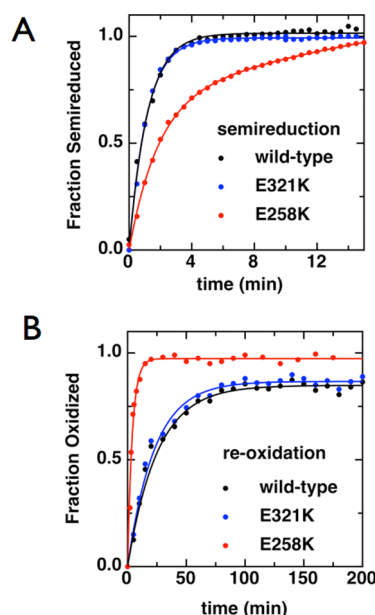 A
Fraction Semireduced
1.0
0.5
0.0
semireduction
wild-type
E321K
E258K
0 4 8 12
time (min)
B
Fraction Oxidized
1.0
0.5
0.0
re-oxidation
wild-type
E321K
E258K
0 50 100 150 200
time (min)